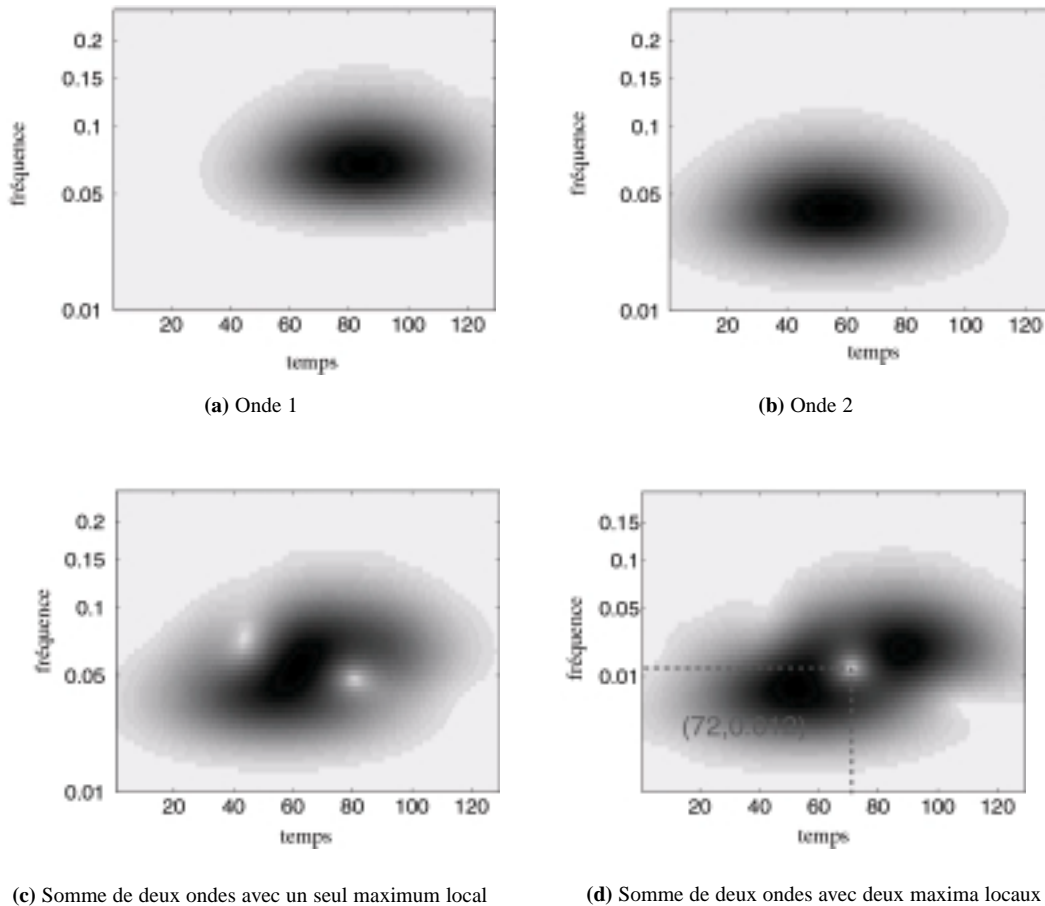 0.2
0.15
0.1
0.05
0.01
fréquence
20 40 60 80 100 120
temps
(a) Onde 1
0.2
0.15
0.1
0.05
0.01
fréquence
20 40 60 80 100 120
temps
(b) Onde 2
0.2
0.15
0.1
0.05
0.01
fréquence
20 40 60 80 100 120
temps
(c) Somme de deux ondes avec un seul maximum local
0.15
0.1
0.05
0.01
fréquence
(72,0.012)
20 40 60 80 100 120
temps
(d) Somme de deux ondes avec deux maxima locaux